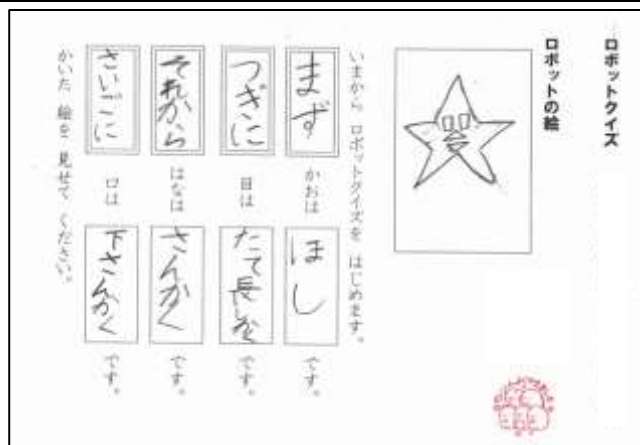 ロボットクイズ
ロボットの絵
いまから ロボットクイズを はじめます。
まず かおは ほし です。
つぎに 目は たて長しかく です。
それから はなは さんかく です。
さいごに 口は 下さんかく です。
かいた 絵を 見せて ください。